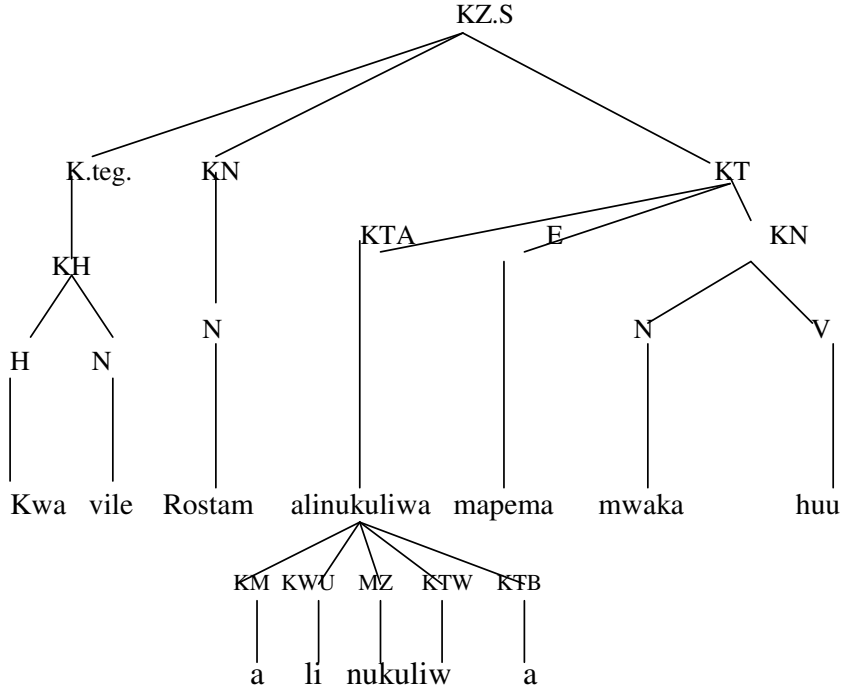 KZ.S
K.teg. KN KT
KTA E KN
KH
N N V
H N
Kwa vile Rostam alinukuliwa mapema mwaka huu
KM KWU MZ KTW KTB
a li nukuliw a